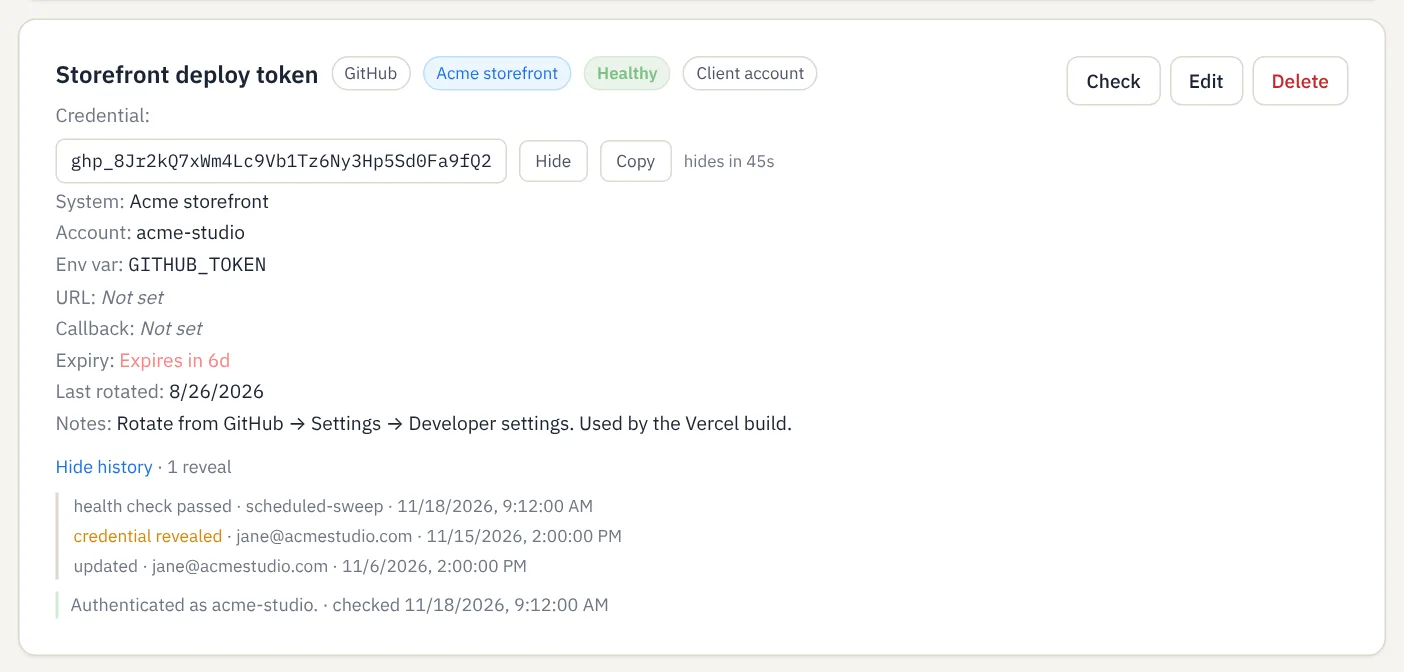 Storefront deploy token GitHub Acme storefront Healthy Client account Check Edit Delete
Credential:
ghp_8Jr2kQ7xWm4Lc9Vb1Tz6Ny3Hp5Sd0Fa9fQ2 Hide Copy hides in 45s
System: Acme storefront
Account: acme-studio
Env var: GITHUB_TOKEN
URL: Not set
Callback: Not set
Expiry: Expires in 6d
Last rotated: 8/26/2026
Notes: Rotate from GitHub → Settings → Developer settings. Used by the Vercel build.
Hide history · 1 reveal
health check passed · scheduled-sweep · 11/18/2026, 9:12:00 AM
credential revealed · jane@acmestudio.com · 11/15/2026, 2:00:00 PM
updated · jane@acmestudio.com · 11/6/2026, 2:00:00 PM
Authenticated as acme-studio. · checked 11/18/2026, 9:12:00 AM